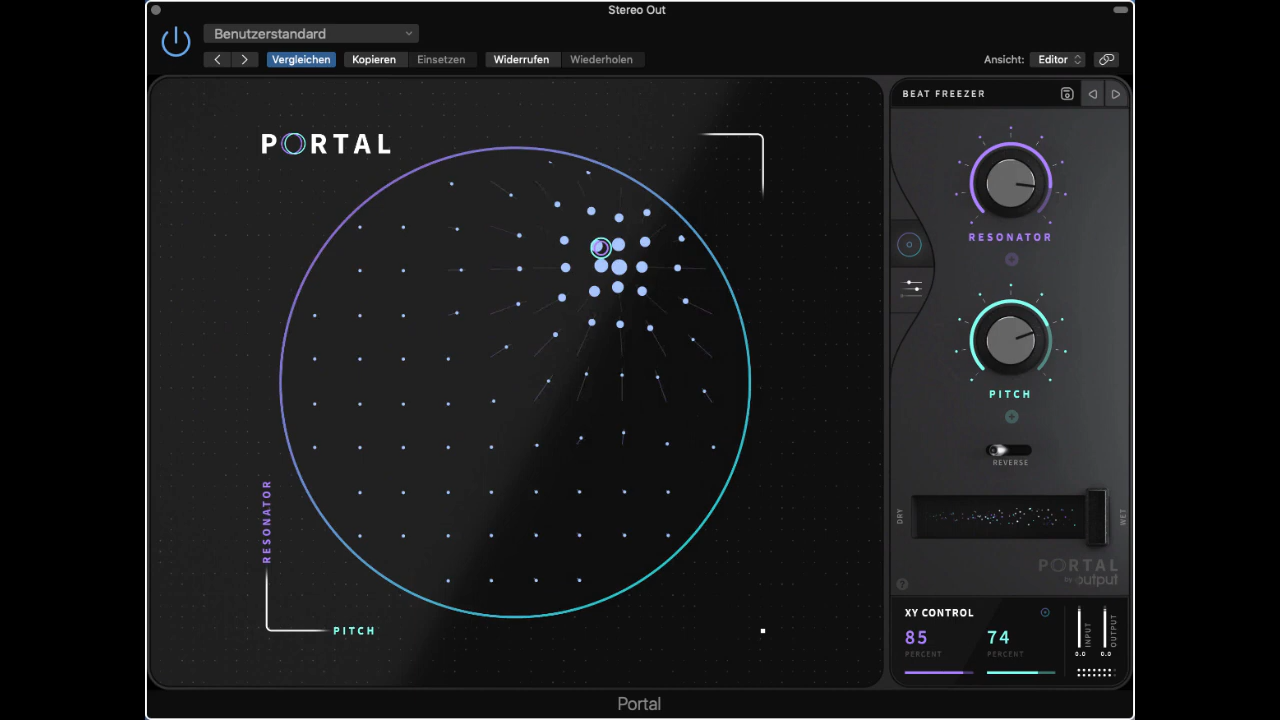 Stereo Out
Benutzerstandard
Vergleichen Kopieren Einsetzen Widerrufen Wiederholen Ansicht: Editor
BEAT FREEZER
PORTAL
RESONATOR
PITCH
REVERSE
DRY WET
PORTAL
by output
RESONATOR
PITCH
XY CONTROL
85 74
PERCENT PERCENT
INPUT OUTPUT
0.0 0.0
Portal